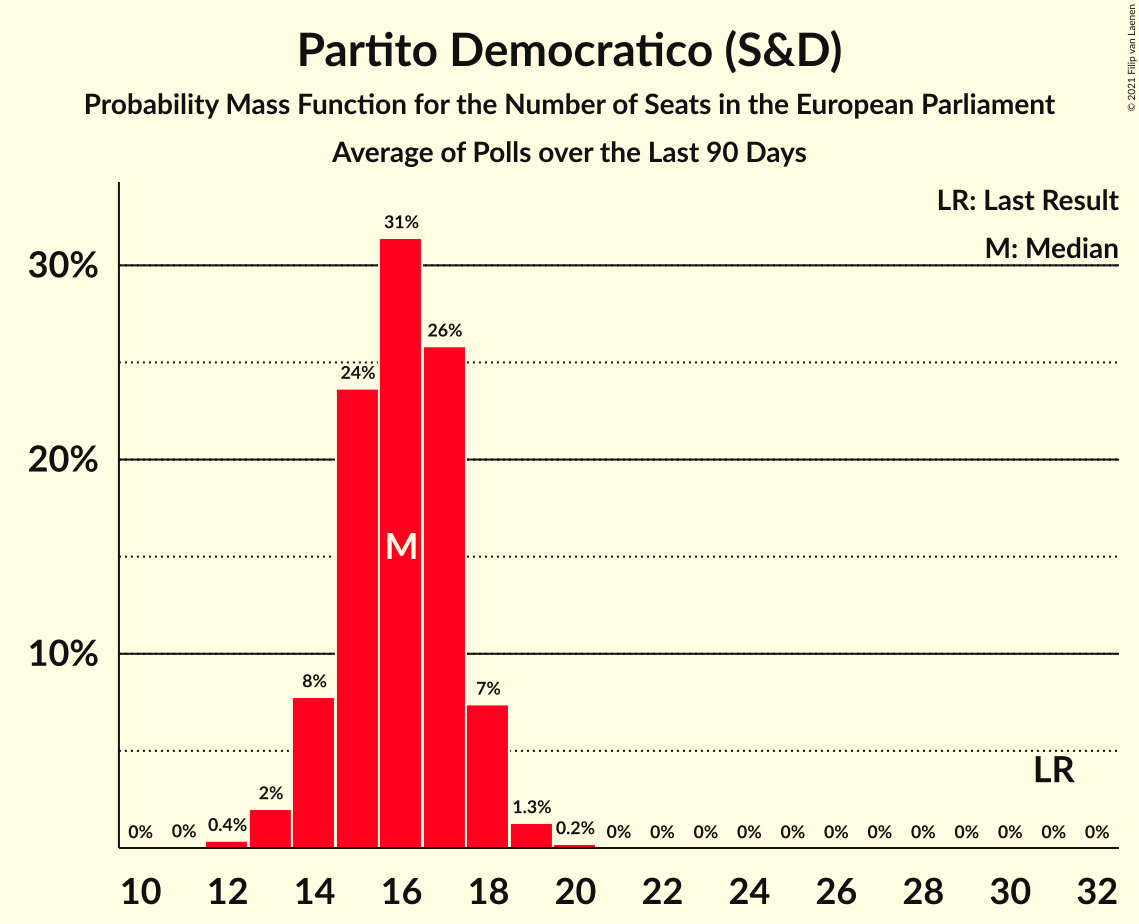 Partito Democratico (S&D)
Probability Mass Function for the Number of Seats in the European Parliament
Average of Polls over the Last 90 Days
© 2021 Filip van Laenen
LR: Last Result
M: Median
30%
20%
10%
0% 0% 0.4% 2% 8% 24% 31% 26% 7% 1.3% 0.2% 0% 0% 0% 0% 0% 0% 0% 0% 0% 0% 0% 0%
M
LR
10 12 14 16 18 20 22 24 26 28 30 32